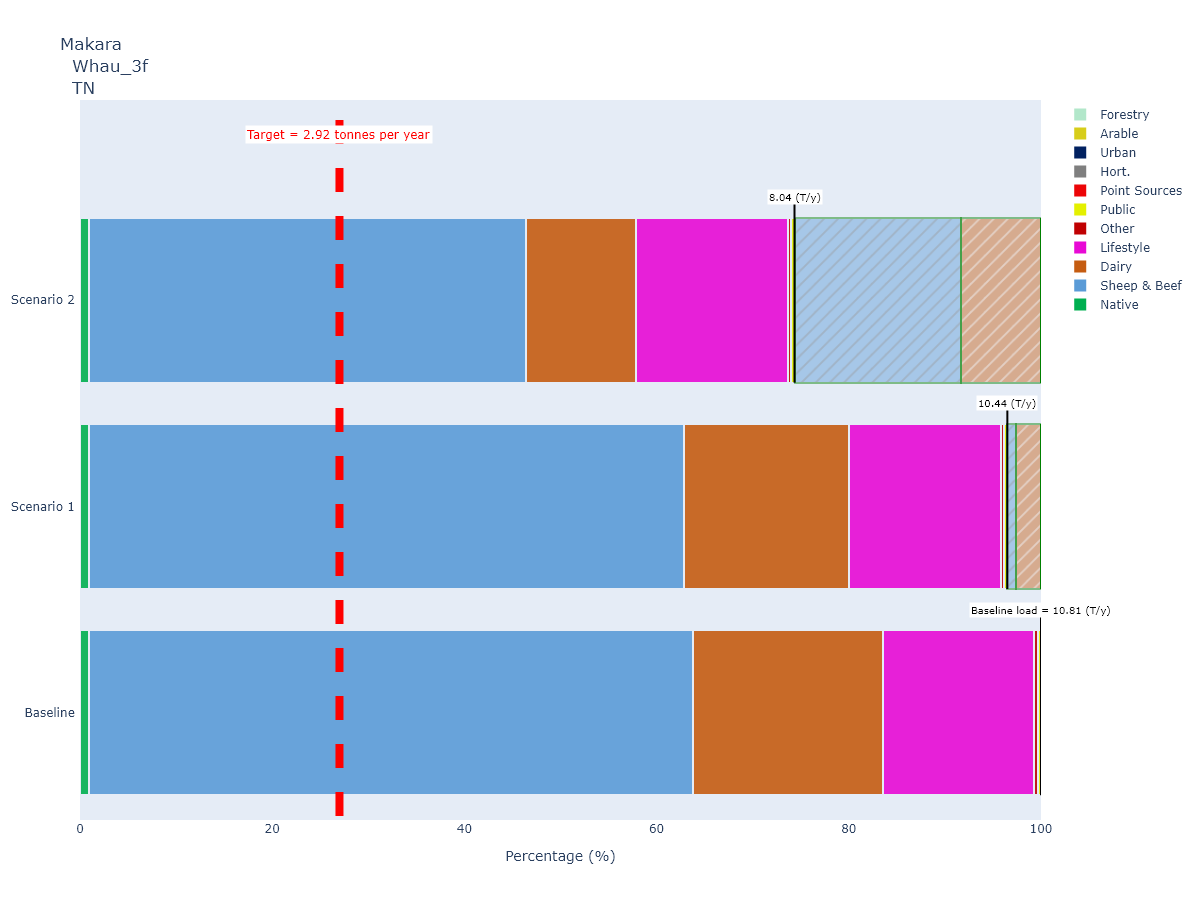 Makara
Whau_3f
TN
Target = 2.92 tonnes per year
8.04 (T/y)
Scenario 2
10.44 (T/y)
Scenario 1
Baseline load = 10.81 (T/y)
Baseline
0 20 40 60 80 100
Percentage (%)
Forestry
Arable
Urban
Hort.
Point Sources
Public
Other
Lifestyle
Dairy
Sheep & Beef
Native